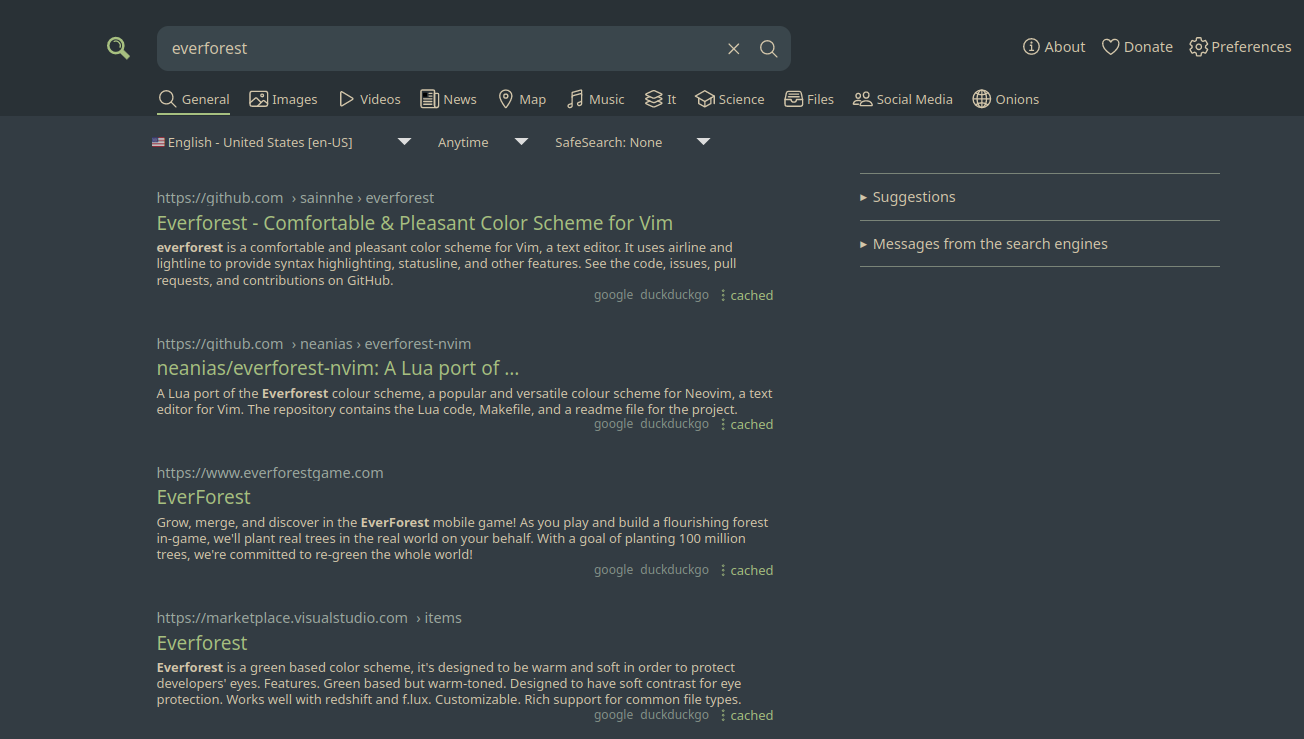 everforest
About Donate Preferences
General Images Videos News Map Music It Science Files Social Media Onions
English - United States [en-US] Anytime SafeSearch: None
https://github.com › sainnhe › everforest
Everforest - Comfortable & Pleasant Color Scheme for Vim
everforest is a comfortable and pleasant color scheme for Vim, a text editor. It uses airline and
lightline to provide syntax highlighting, statusline, and other features. See the code, issues, pull
requests, and contributions on GitHub.
google duckduckgo ⋮ cached
https://github.com › neanias › everforest-nvim
neanias/everforest-nvim: A Lua port of ...
A Lua port of the Everforest colour scheme, a popular and versatile colour scheme for Neovim, a text
editor for Vim. The repository contains the Lua code, Makefile, and a readme file for the project.
google duckduckgo ⋮ cached
https://www.everforestgame.com
EverForest
Grow, merge, and discover in the EverForest mobile game! As you play and build a flourishing forest
in-game, we'll plant real trees in the real world on your behalf. With a goal of planting 100 million
trees, we're committed to re-green the whole world!
google duckduckgo ⋮ cached
https://marketplace.visualstudio.com › items
Everforest
Everforest is a green based color scheme, it's designed to be warm and soft in order to protect
developers' eyes. Features. Green based but warm-toned. Designed to have soft contrast for eye
protection. Works well with redshift and f.lux. Customizable. Rich support for common file types.
google duckduckgo ⋮ cached
▸ Suggestions
▸ Messages from the search engines